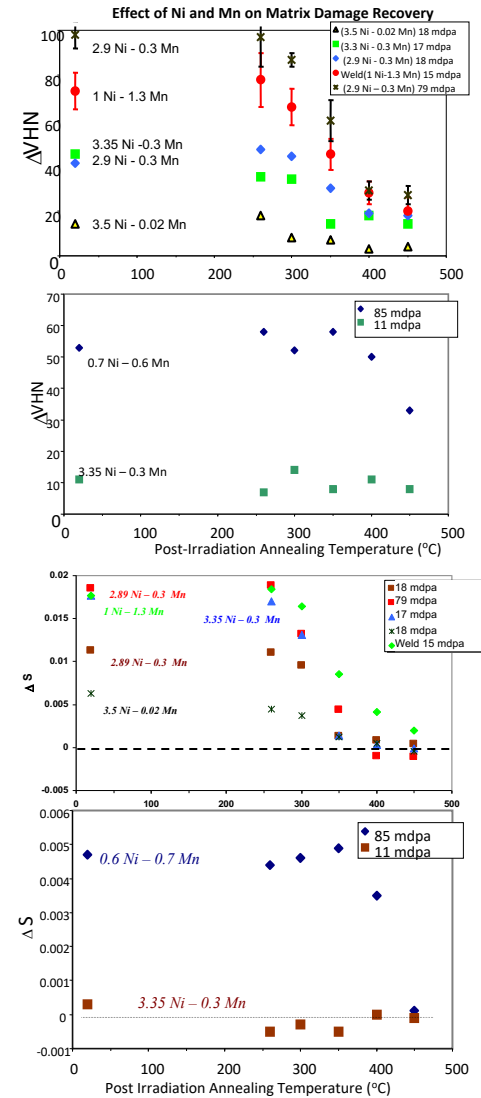 Effect of Ni and Mn on Matrix Damage Recovery
100
(3.5 Ni - 0.02 Mn) 18 mdpa
(3.3 Ni - 0.3 Mn) 17 mdpa
(2.9 Ni - 0.3 Mn) 18 mdpa
Weld(1 Ni-1.3 Mn) 15 mdpa
(2.9 Ni – 0.3 Mn) 79 mdpa
2.9 Ni - 0.3 Mn
80
1 Ni - 1.3 Mn
60
ΔVHN
3.35 Ni -0.3 Mn
2.9 Ni - 0.3 Mn
40
20
3.5 Ni - 0.02 Mn
0
0 100 200 300 400 500
70
85 mdpa
11 mdpa
60
50
0.7 Ni – 0.6 Mn
40
ΔVHN
30
20
3.35 Ni – 0.3 Mn
10
0
0 100 200 300 400 500
Post-Irradiation Annealing Temperature (°C)
0.02
18 mdpa
79 mdpa
17 mdpa
18 mdpa
Weld 15 mdpa
2.89 Ni – 0.3 Mn
1 Ni - 1.3 Mn
3.35 Ni – 0.3 Mn
0.015
0.01
2.89 Ni – 0.3 Mn
Δ S
0.005
3.5 Ni – 0.02 Mn
0
-0.005
0 100 200 300 400 500
0.006
85 mdpa
11 mdpa
0.005
0.6 Ni – 0.7 Mn
0.004
0.003
Δ S
0.002
0.001
3.35 Ni – 0.3 Mn
0
-0.001
0 100 200 300 400 500
Post Irradiation Annealing Temperature (°C)